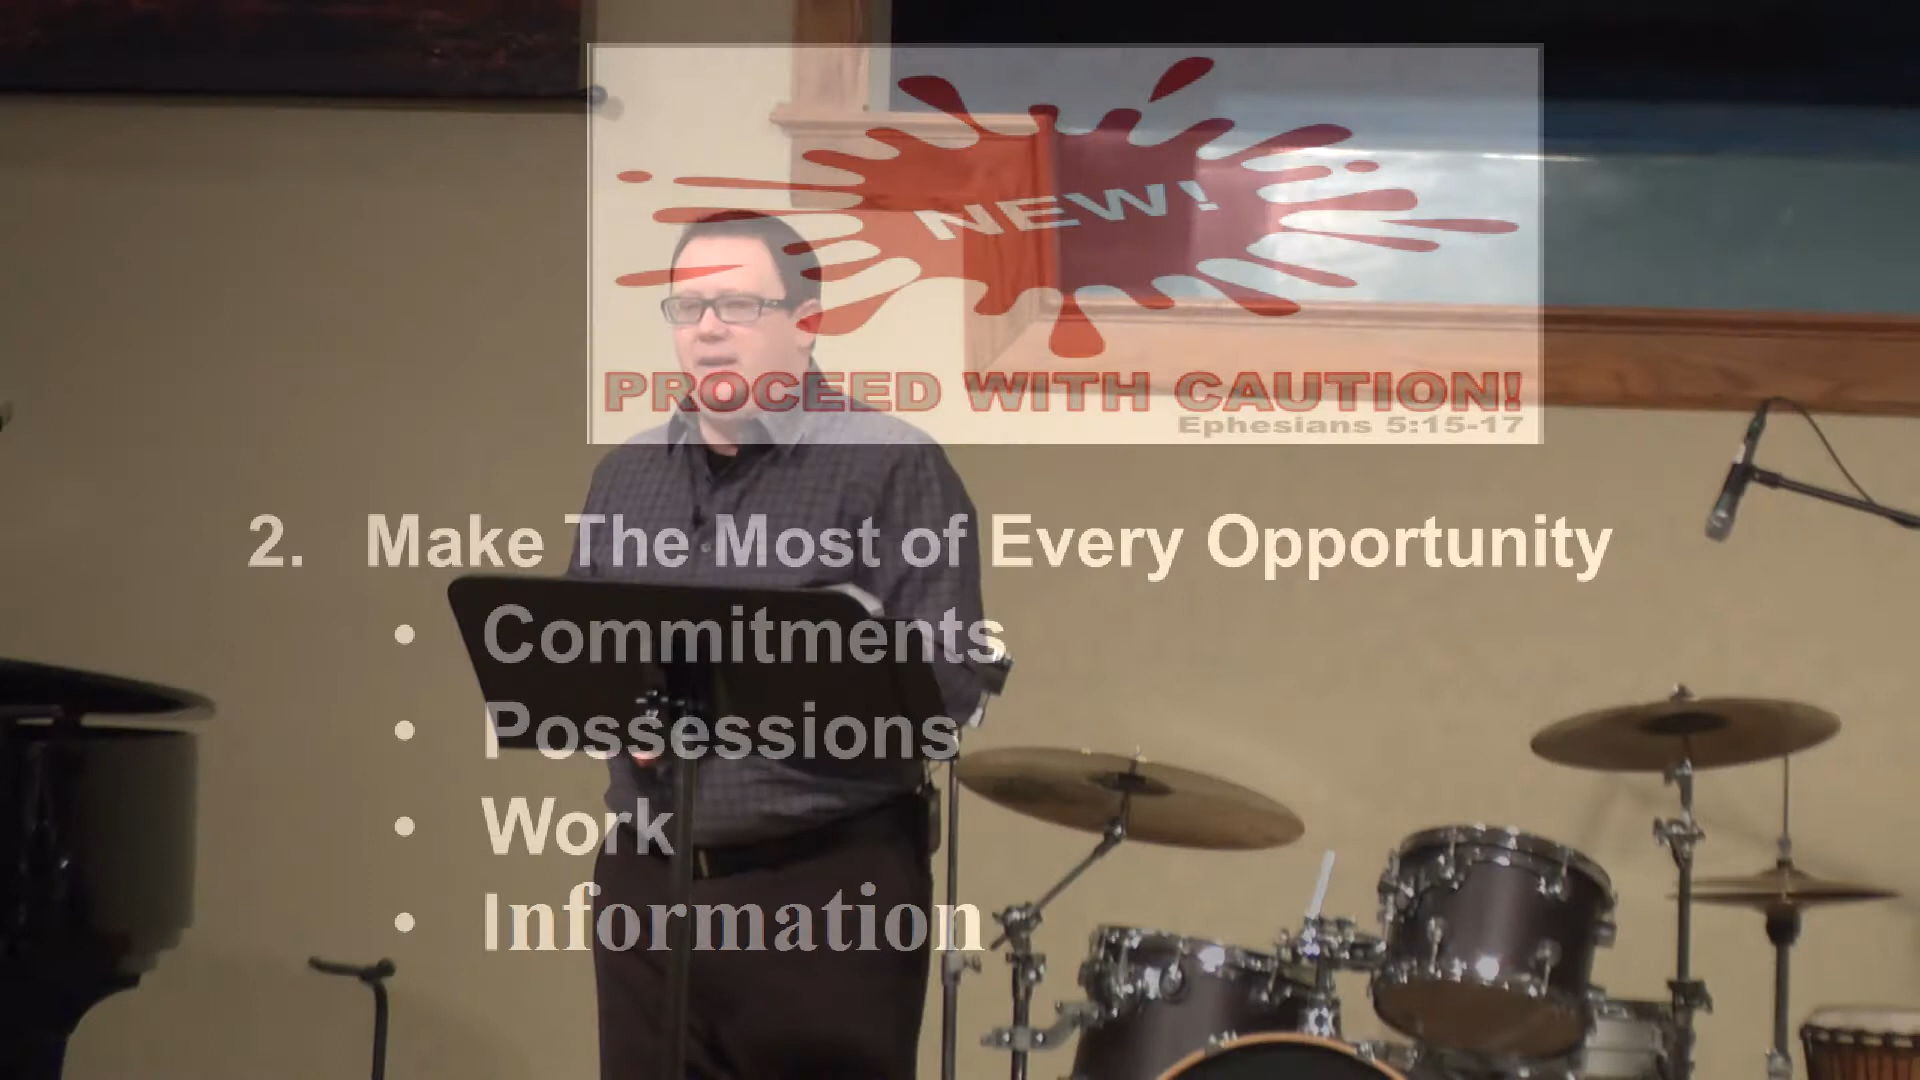 NEW!
PROCEED WITH CAUTION!
Ephesians 5:15-17
2. Make The Most of Every Opportunity
• Commitments
• Possessions
• Work
• Information